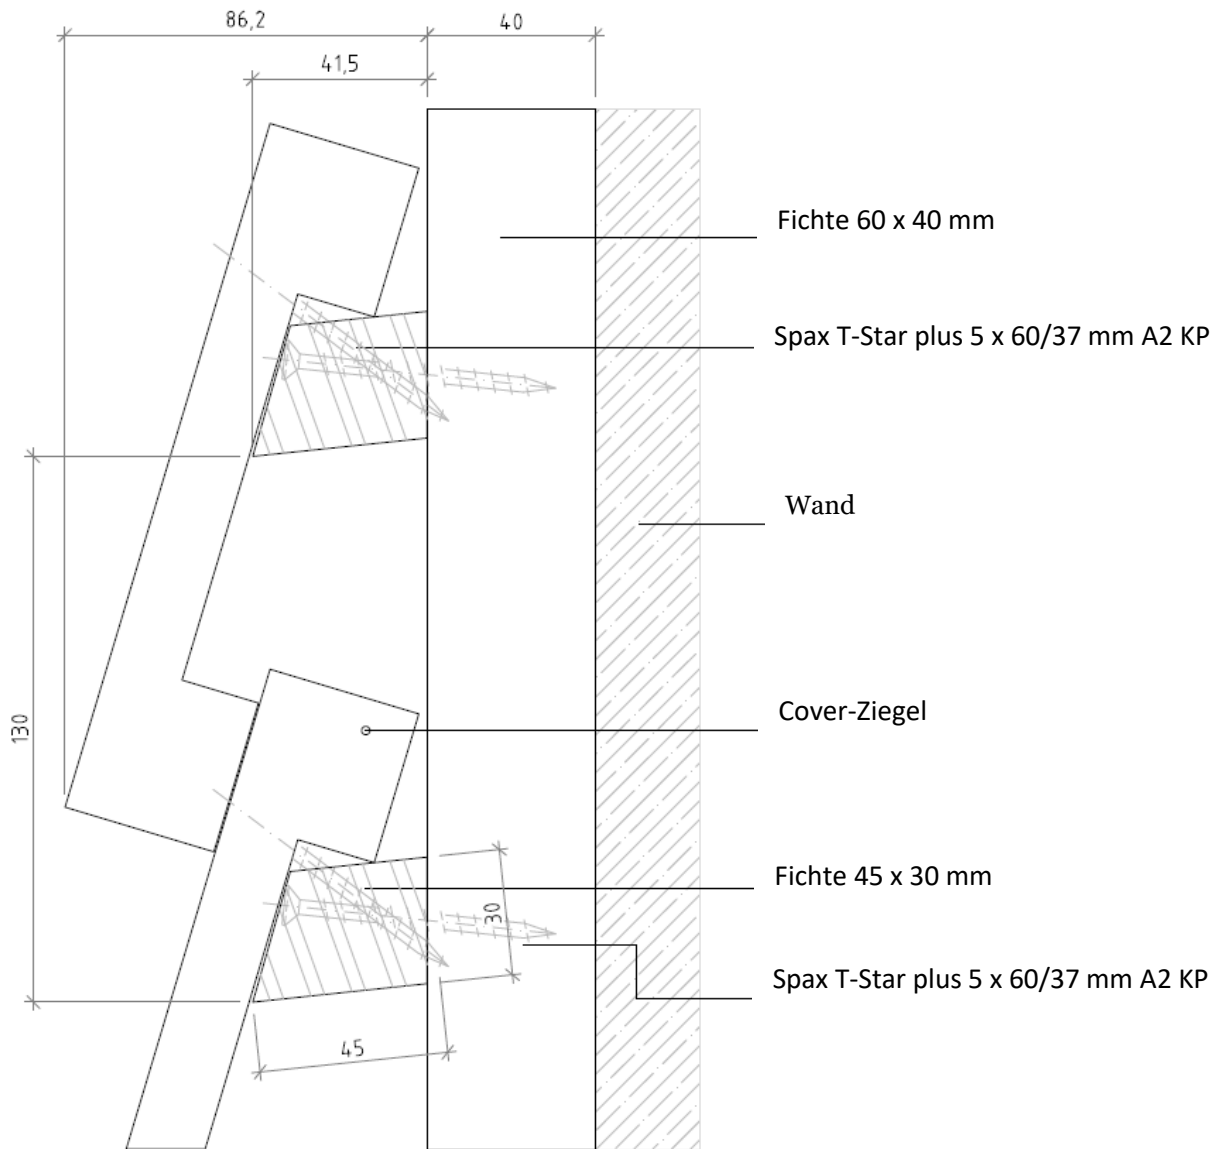 86,2
40
41,5
Fichte 60 x 40 mm
Spax T-Star plus 5 x 60/37 mm A2 KP
Wand
Cover-Ziegel
130
Fichte 45 x 30 mm
30
Spax T-Star plus 5 x 60/37 mm A2 KP
45